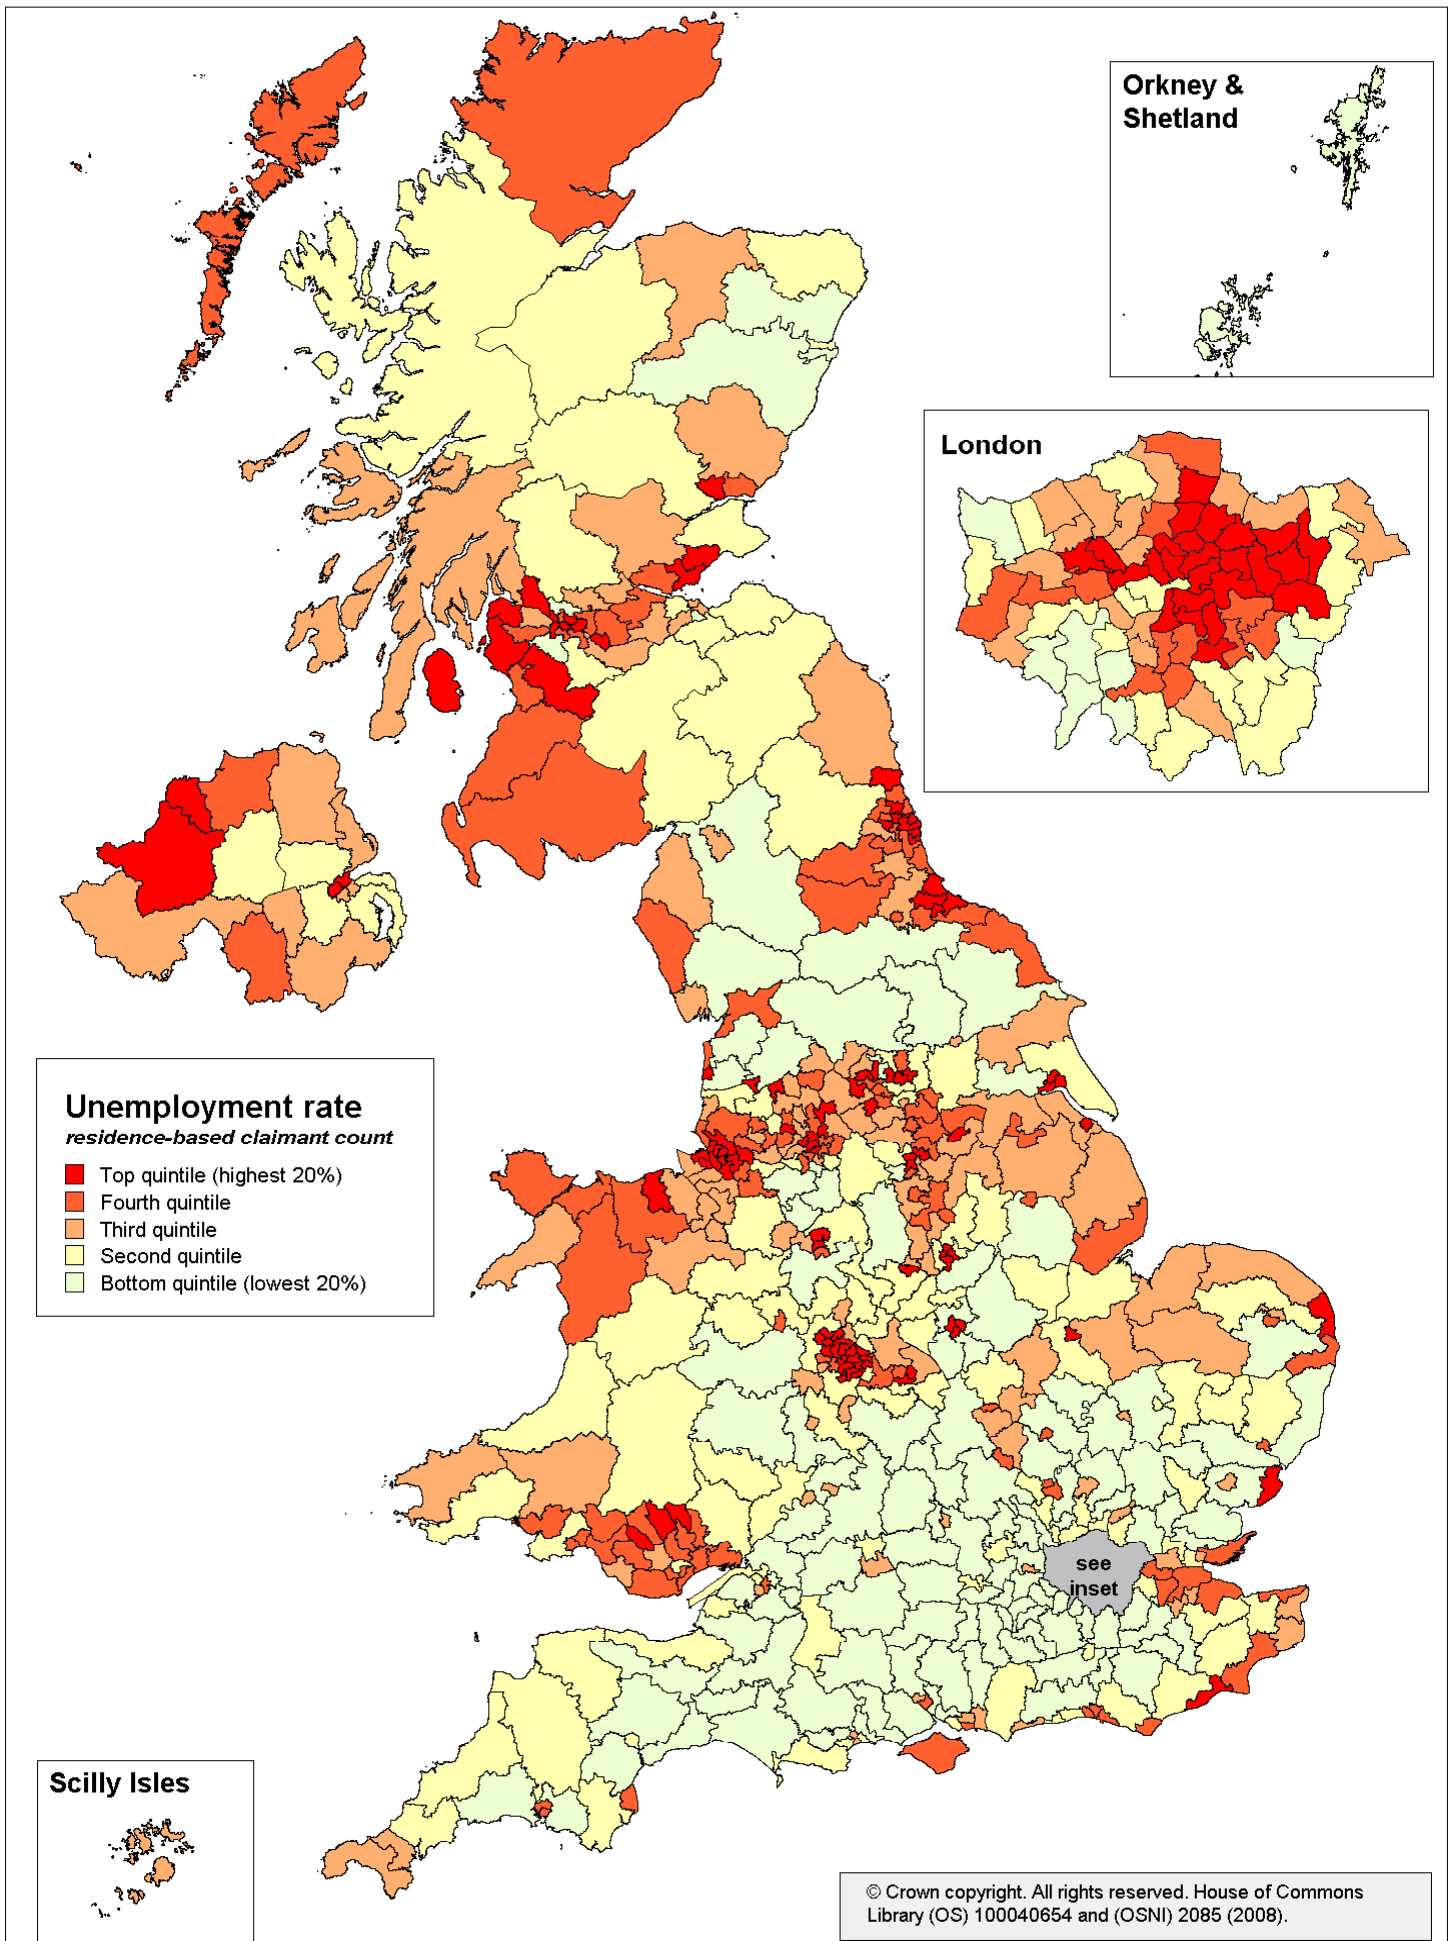 Orkney &
Shetland
London
Unemployment rate
residence-based claimant count
Top quintile (highest 20%)
Fourth quintile
Third quintile
Second quintile
Bottom quintile (lowest 20%)
see
inset
Scilly Isles
© Crown copyright. All rights reserved. House of Commons
Library (OS) 100040654 and (OSNI) 2085 (2008).